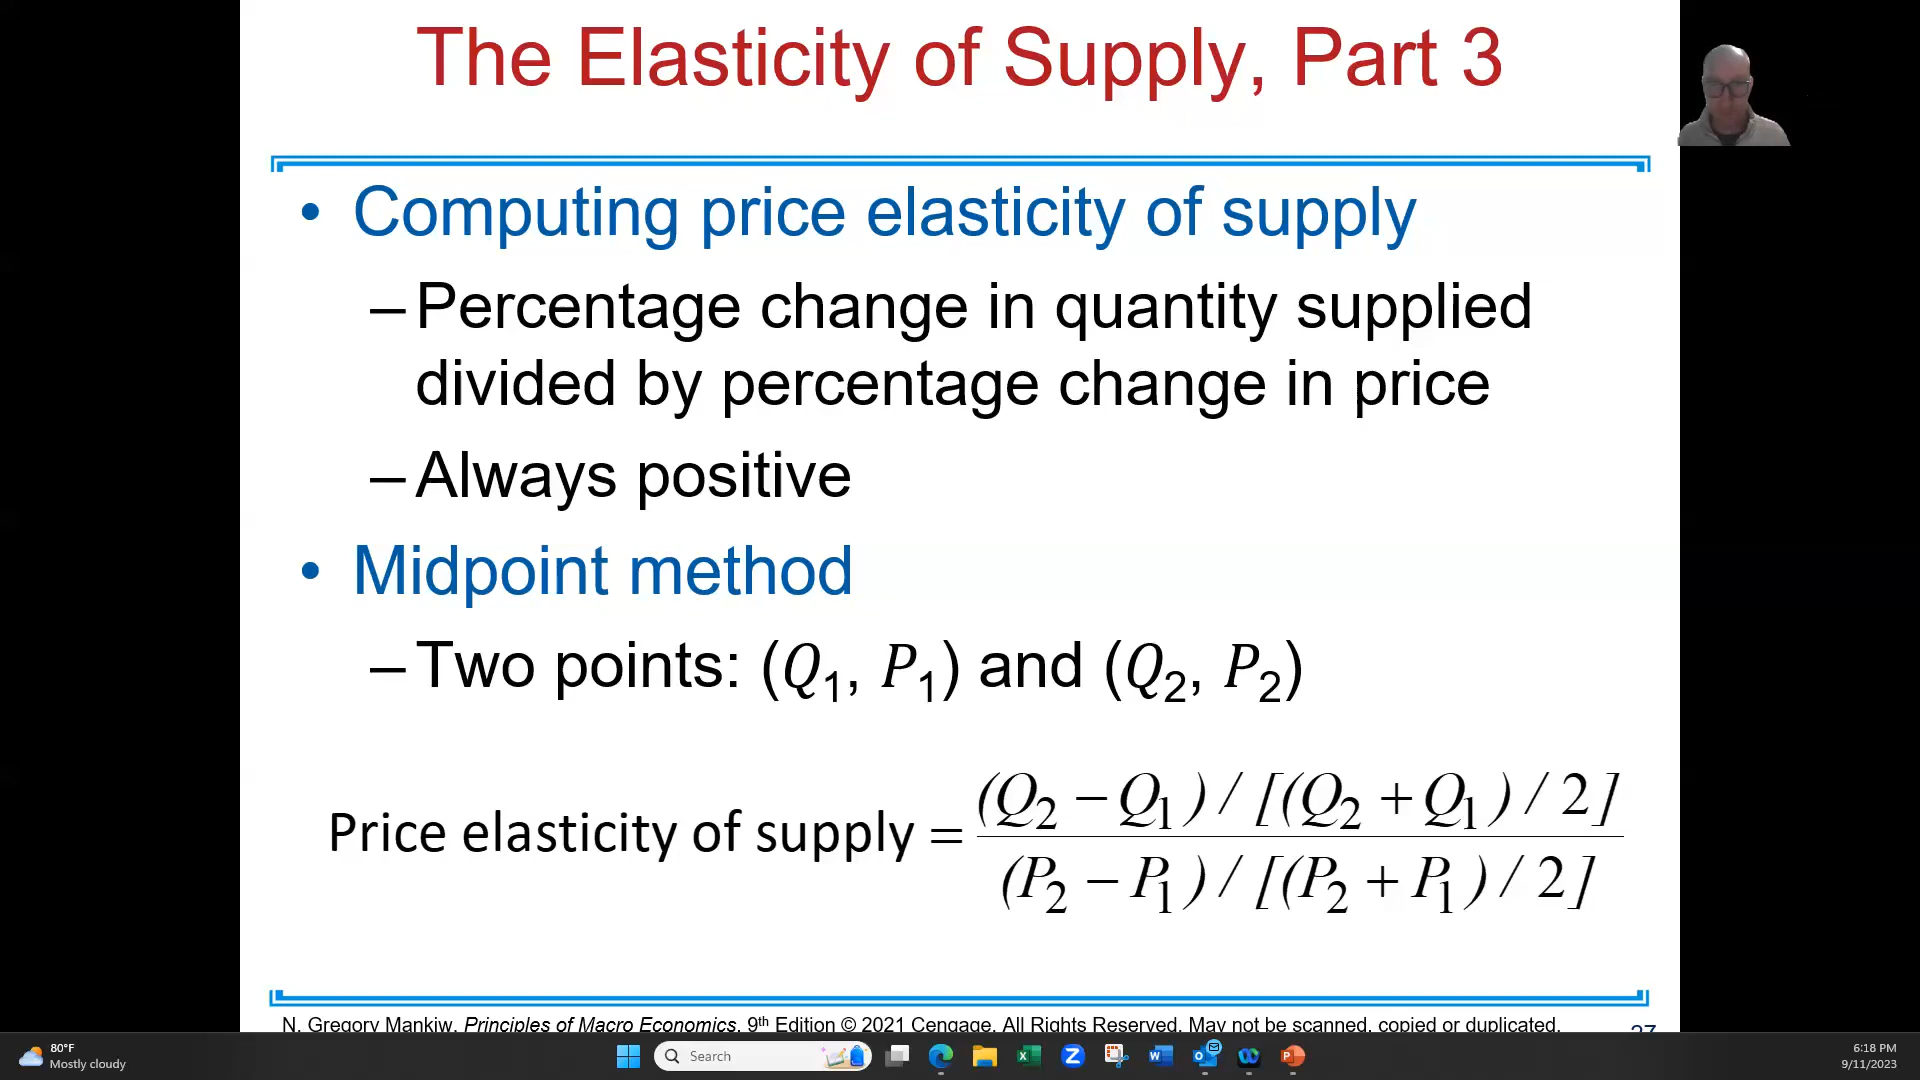 The Elasticity of Supply, Part 3
• Computing price elasticity of supply
– Percentage change in quantity supplied
divided by percentage change in price
– Always positive
• Midpoint method
– Two points: (Q₁, P₁) and (Q₂, P₂)
Price elasticity of supply = (Q₂ − Q₁) / [(Q₂ + Q₁) / 2]
(P₂ − P₁) / [(P₂ + P₁) / 2]
N. Gregory Mankiw, Principles of Macro Economics, 9th Edition © 2021 Cengage. All Rights Reserved. May not be scanned, copied or duplicated,
27
80°F
Mostly cloudy
Search
6:18 PM
9/11/2023